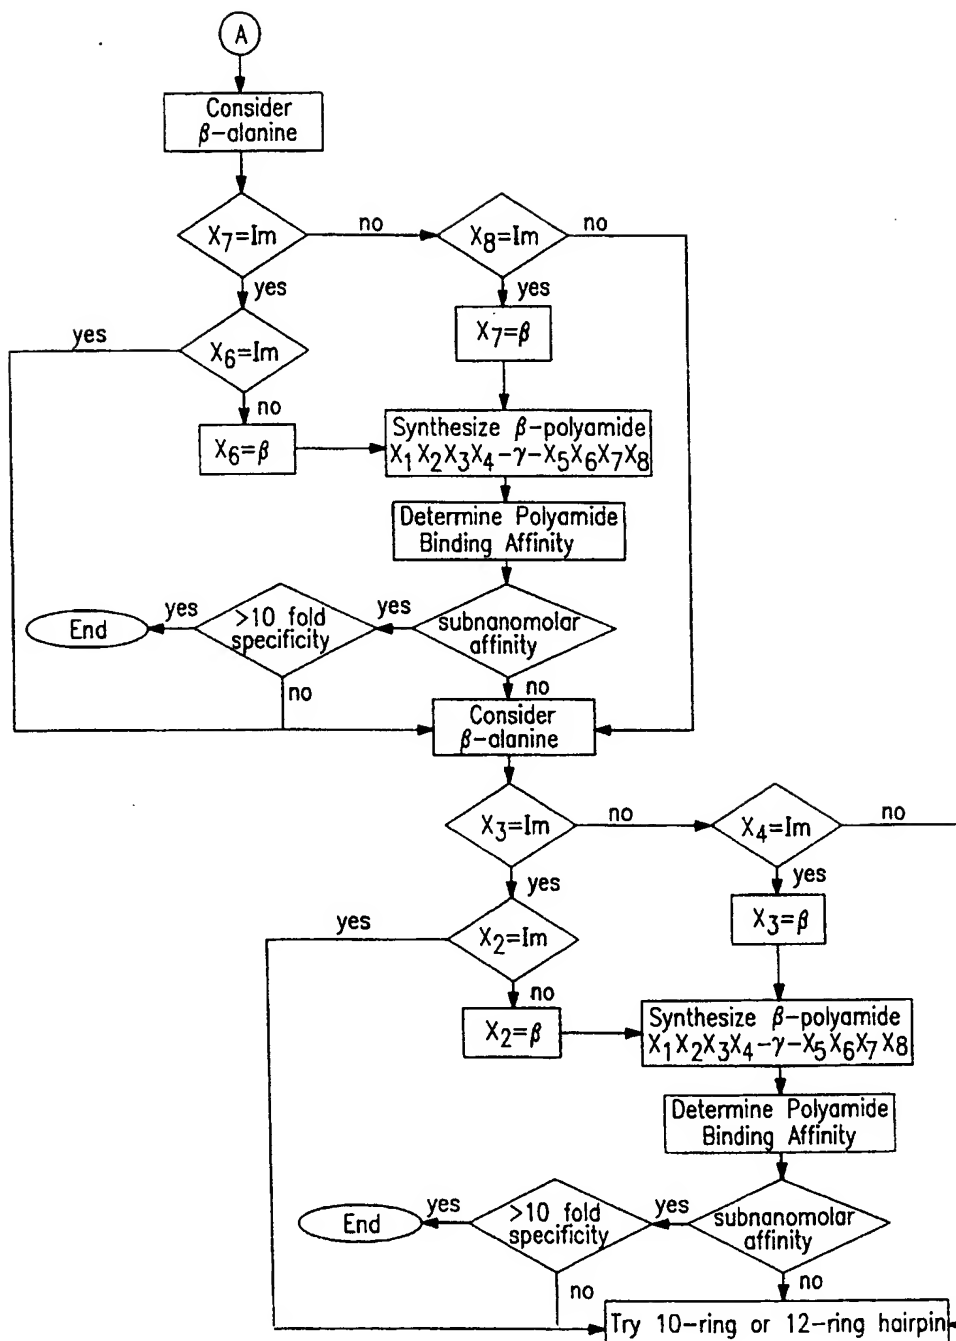 A
Consider
β-alanine
X7=Im
no
X8=Im
no
yes
yes
yes
X6=Im
X7=β
no
X6=β
Synthesize β-polyamide
X1X2X3X4-γ-X5X6X7X8
Determine Polyamide
Binding Affinity
End
yes
>10 fold
specificity
yes
subnanomolar
affinity
no
no
Consider
β-alanine
X3=Im
no
X4=Im
no
yes
yes
yes
X2=Im
X3=β
no
X2=β
Synthesize β-polyamide
X1X2X3X4-γ-X5X6X7X8
Determine Polyamide
Binding Affinity
End
yes
>10 fold
specificity
yes
subnanomolar
affinity
no
no
Try 10-ring or 12-ring hairpin